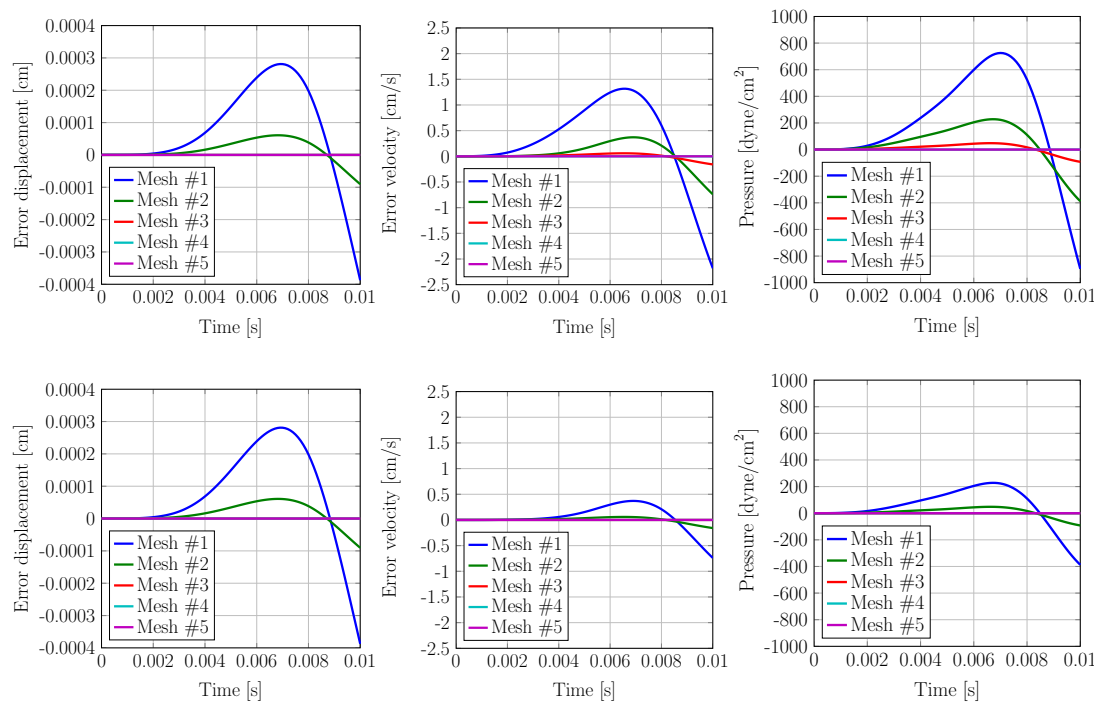 0.0004
0.0003
0.0002
0.0001
0
-0.0001
-0.0002
-0.0003
-0.0004
Error displacement [cm]
Mesh #1
Mesh #2
Mesh #3
Mesh #4
Mesh #5
0 0.002 0.004 0.006 0.008 0.01
Time [s]
2.5
2
1.5
1
0.5
0
-0.5
-1
-1.5
-2
-2.5
Error velocity [cm/s]
Mesh #1
Mesh #2
Mesh #3
Mesh #4
Mesh #5
0 0.002 0.004 0.006 0.008 0.01
Time [s]
1000
800
600
400
200
0
-200
-400
-600
-800
-1000
Pressure [dyne/cm²]
Mesh #1
Mesh #2
Mesh #3
Mesh #4
Mesh #5
0 0.002 0.004 0.006 0.008 0.01
Time [s]
0.0004
0.0003
0.0002
0.0001
0
-0.0001
-0.0002
-0.0003
-0.0004
Error displacement [cm]
Mesh #1
Mesh #2
Mesh #3
Mesh #4
Mesh #5
0 0.002 0.004 0.006 0.008 0.01
Time [s]
2.5
2
1.5
1
0.5
0
-0.5
-1
-1.5
-2
-2.5
Error velocity [cm/s]
Mesh #1
Mesh #2
Mesh #3
Mesh #4
Mesh #5
0 0.002 0.004 0.006 0.008 0.01
Time [s]
1000
800
600
400
200
0
-200
-400
-600
-800
-1000
Pressure [dyne/cm²]
Mesh #1
Mesh #2
Mesh #3
Mesh #4
Mesh #5
0 0.002 0.004 0.006 0.008 0.01
Time [s]